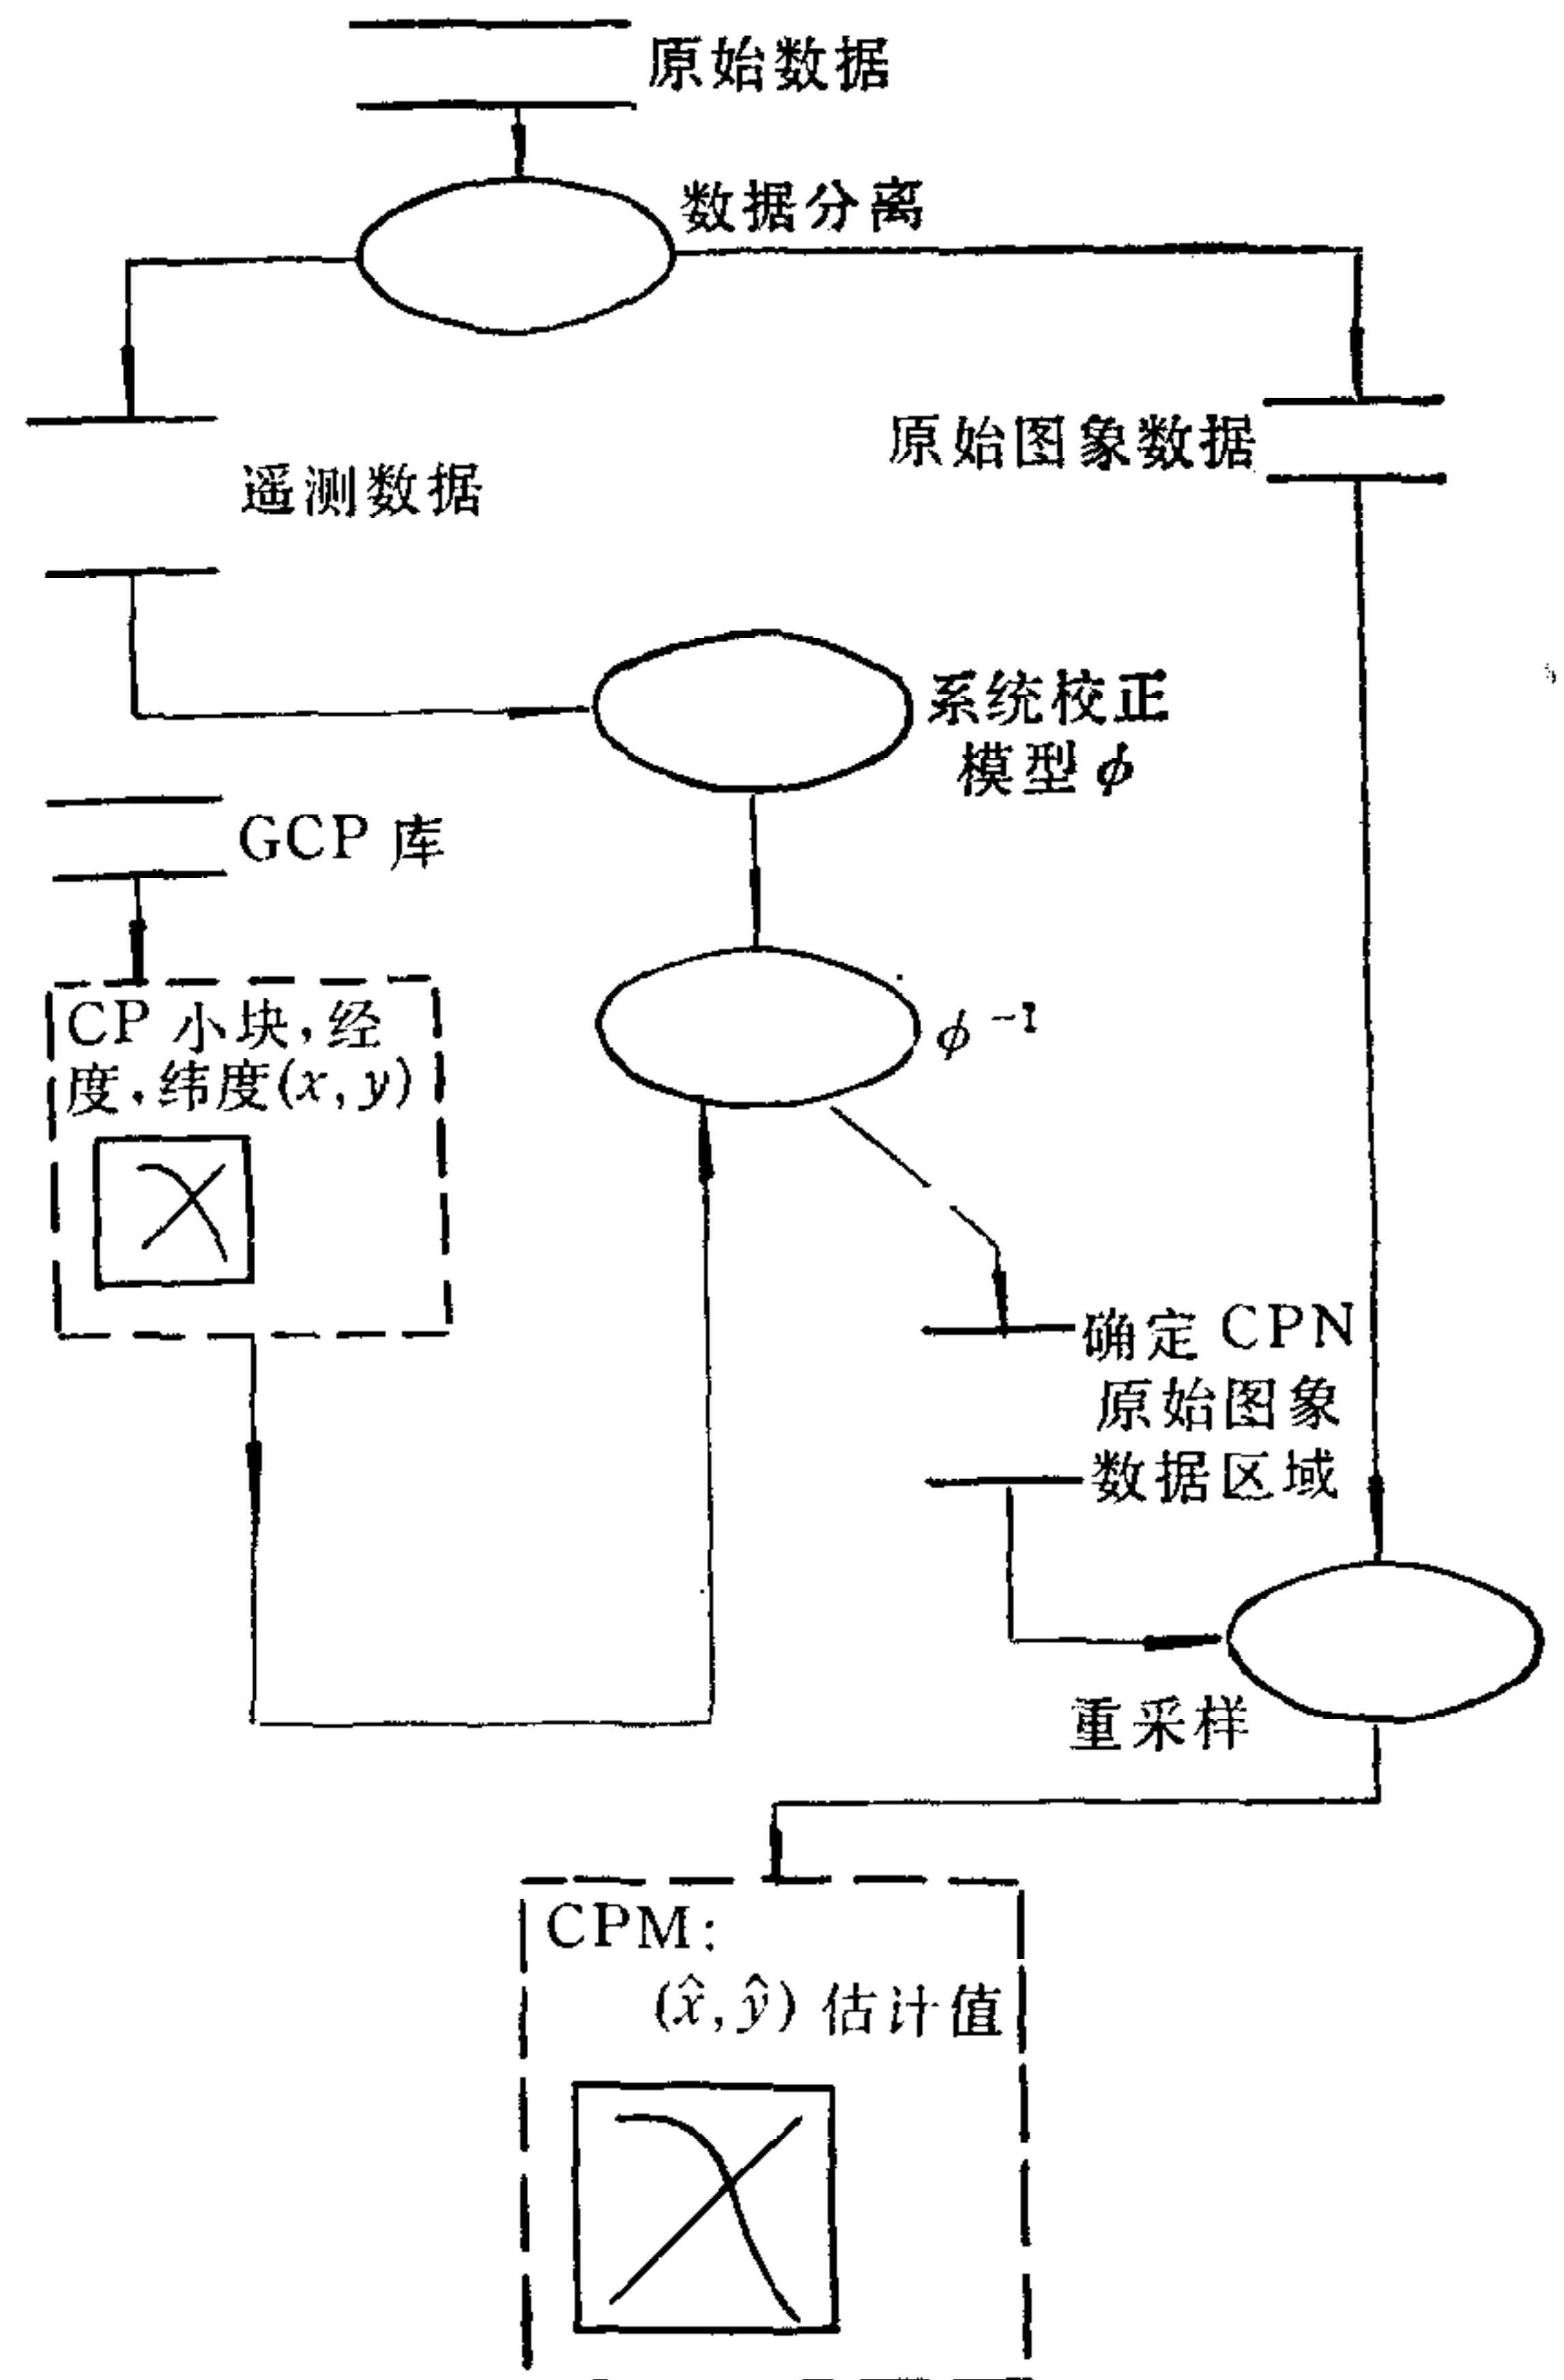 原始数据
数据分离
原始图象数据
遥测数据
系统校正
模型ϕ
GCP 库
CP 小块,经
度,纬度(x,y)
ϕ⁻¹
确定 CPN
原始图象
数据区域
重采样
CPM:
(x̂,ŷ) 估计值